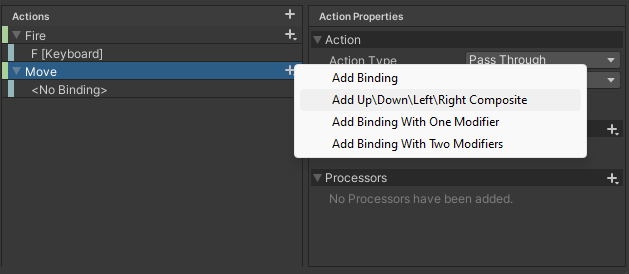 Actions
Fire
F [Keyboard]
Move
<No Binding>
Action Properties
Action
Action Type
Pass Through
Add Binding
Add Up\Down\Left\Right Composite
Add Binding With One Modifier
Add Binding With Two Modifiers
Processors
No Processors have been added.